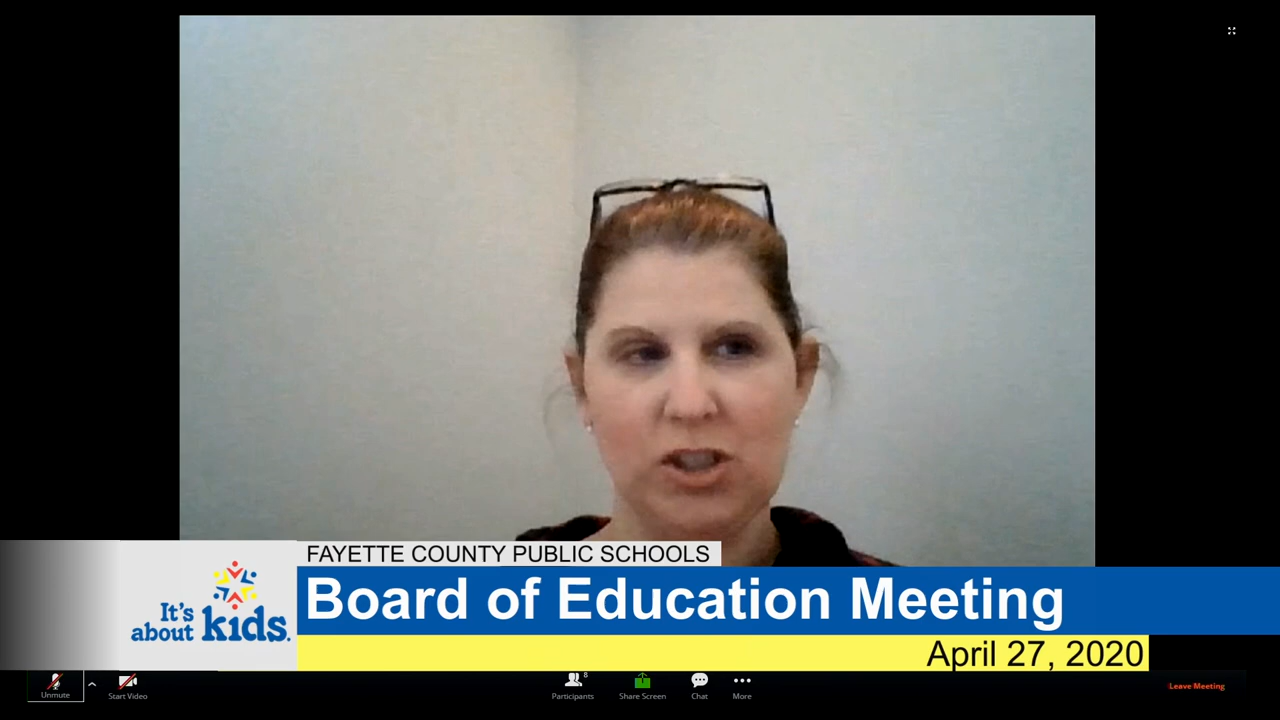 FAYETTE COUNTY PUBLIC SCHOOLS
Board of Education Meeting
It's
about kids.
April 27, 2020
Unmute
Start Video
Participants
8
Share Screen
Chat
More
Leave Meeting